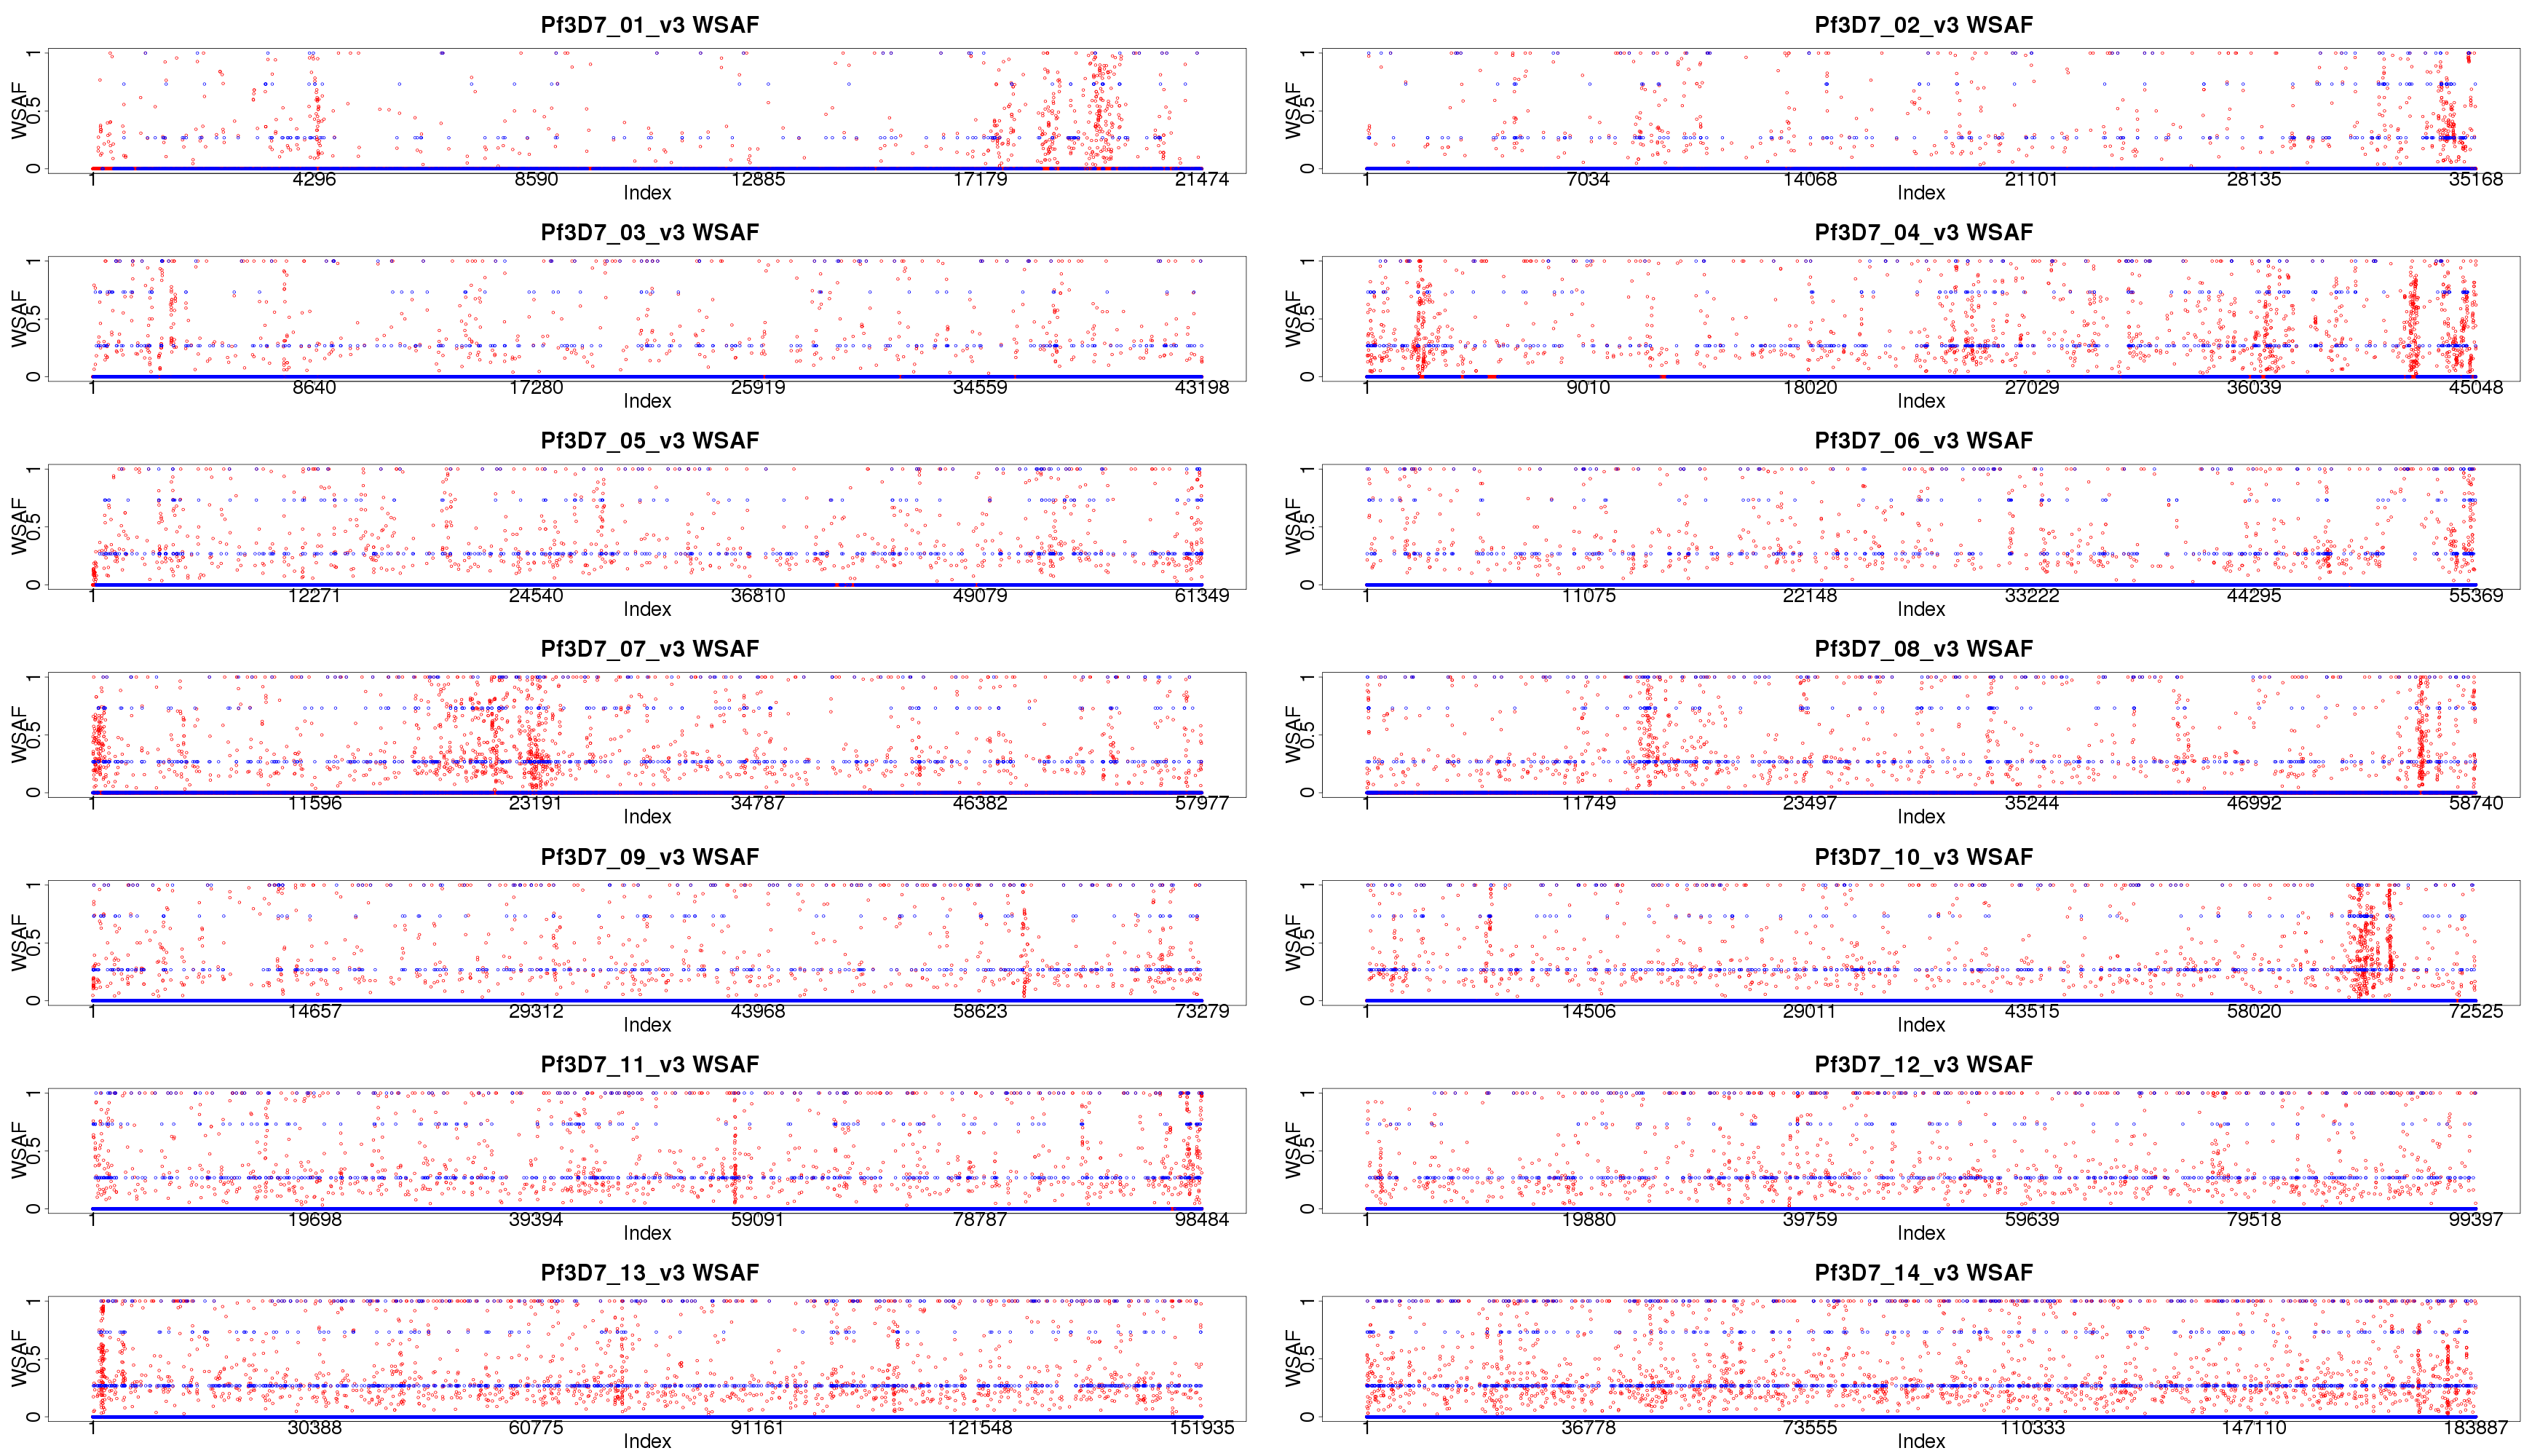 Pf3D7_01_v3 WSAF
WSAF
0 0.5 1
1 4296 8590 12885 17179 21474
Index
Pf3D7_02_v3 WSAF
WSAF
0 0.5 1
1 7034 14068 21101 28135 35168
Index
Pf3D7_03_v3 WSAF
WSAF
0 0.5 1
1 8640 17280 25919 34559 43198
Index
Pf3D7_04_v3 WSAF
WSAF
0 0.5 1
1 9010 18020 27029 36039 45048
Index
Pf3D7_05_v3 WSAF
WSAF
0 0.5 1
1 12271 24540 36810 49079 61349
Index
Pf3D7_06_v3 WSAF
WSAF
0 0.5 1
1 11075 22148 33222 44295 55369
Index
Pf3D7_07_v3 WSAF
WSAF
0 0.5 1
1 11596 23191 34787 46382 57977
Index
Pf3D7_08_v3 WSAF
WSAF
0 0.5 1
1 11749 23497 35244 46992 58740
Index
Pf3D7_09_v3 WSAF
WSAF
0 0.5 1
1 14657 29312 43968 58623 73279
Index
Pf3D7_10_v3 WSAF
WSAF
0 0.5 1
1 14506 29011 43515 58020 72525
Index
Pf3D7_11_v3 WSAF
WSAF
0 0.5 1
1 19698 39394 59091 78787 98484
Index
Pf3D7_12_v3 WSAF
WSAF
0 0.5 1
1 19880 39759 59639 79518 99397
Index
Pf3D7_13_v3 WSAF
WSAF
0 0.5 1
1 30388 60775 91161 121548 151935
Index
Pf3D7_14_v3 WSAF
WSAF
0 0.5 1
1 36778 73555 110333 147110 183887
Index